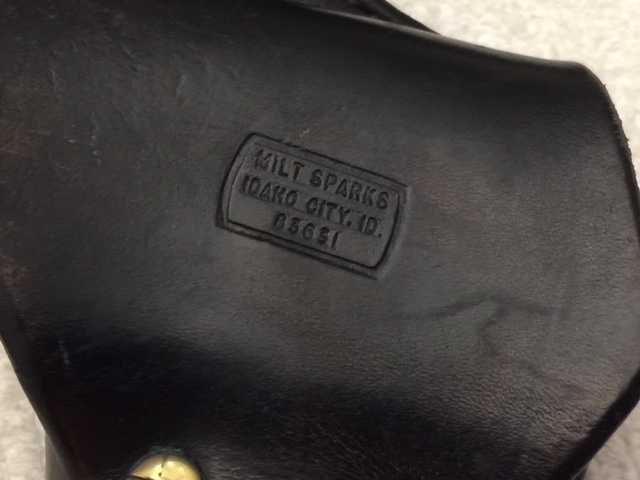 MILT SPARKS
IDAHO CITY, ID.
83631